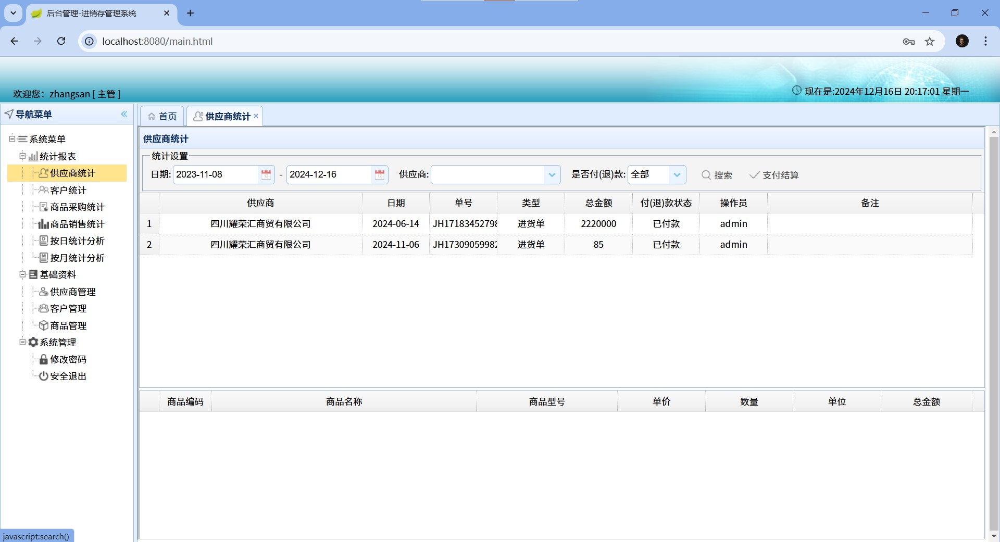 后台管理-进销存管理系统
localhost:8080/main.html
欢迎您：zhangsan [ 主管 ]
现在是:2024年12月16日 20:17:01 星期一
导航菜单
首页
供应商统计
系统菜单
统计报表
供应商统计
客户统计
商品采购统计
商品销售统计
按日统计分析
按月统计分析
基础资料
供应商管理
客户管理
商品管理
系统管理
修改密码
安全退出
供应商统计
统计设置
日期: 2023-11-08 - 2024-12-16 供应商: 是否付(退)款: 全部 搜索 支付结算
供应商 日期 单号 类型 总金额 付(退)款状态 操作员 备注
1 四川耀荣汇商贸有限公司 2024-06-14 JH17183452798 进货单 2220000 已付款 admin
2 四川耀荣汇商贸有限公司 2024-11-06 JH17309059982 进货单 85 已付款 admin
商品编码 商品名称 商品型号 单价 数量 单位 总金额
javascript:search()